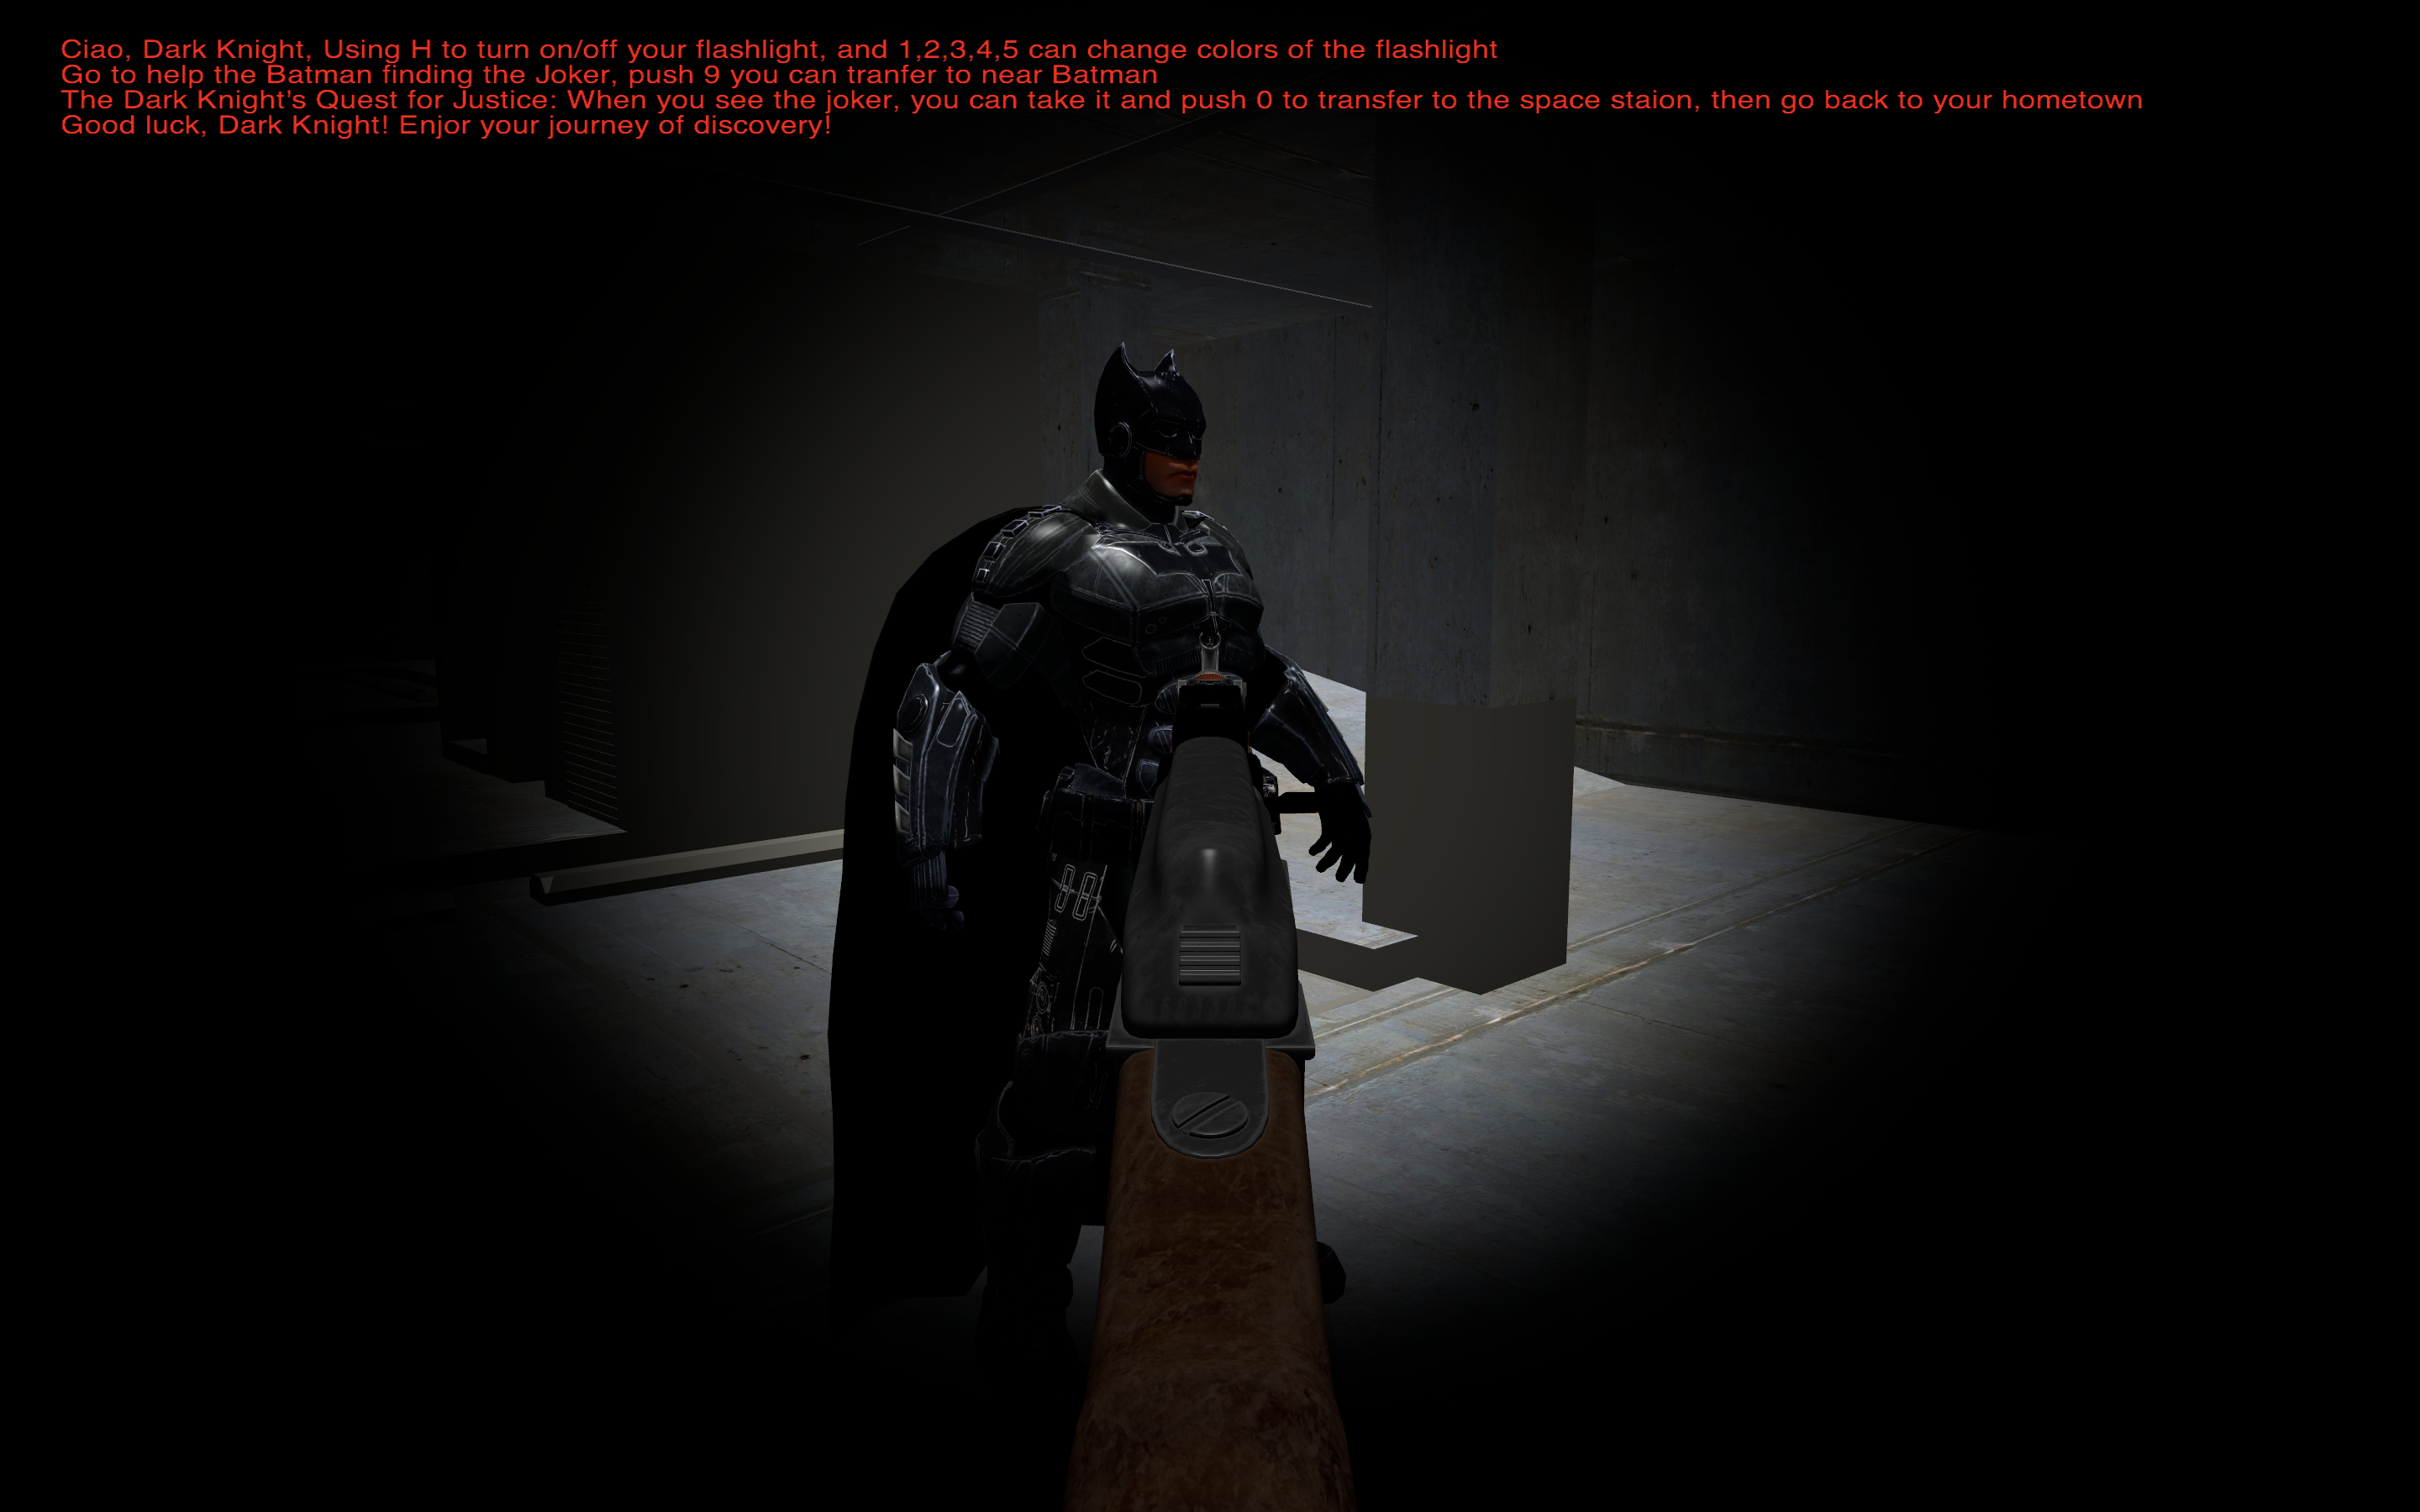 Ciao, Dark Knight, Using H to turn on/off your flashlight, and 1,2,3,4,5 can change colors of the flashlight
Go to help the Batman finding the Joker, push 9 you can tranfer to near Batman
The Dark Knight's Quest for Justice: When you see the joker, you can take it and push 0 to transfer to the space staion, then go back to your hometown
Good luck, Dark Knight! Enjor your journey of discovery!